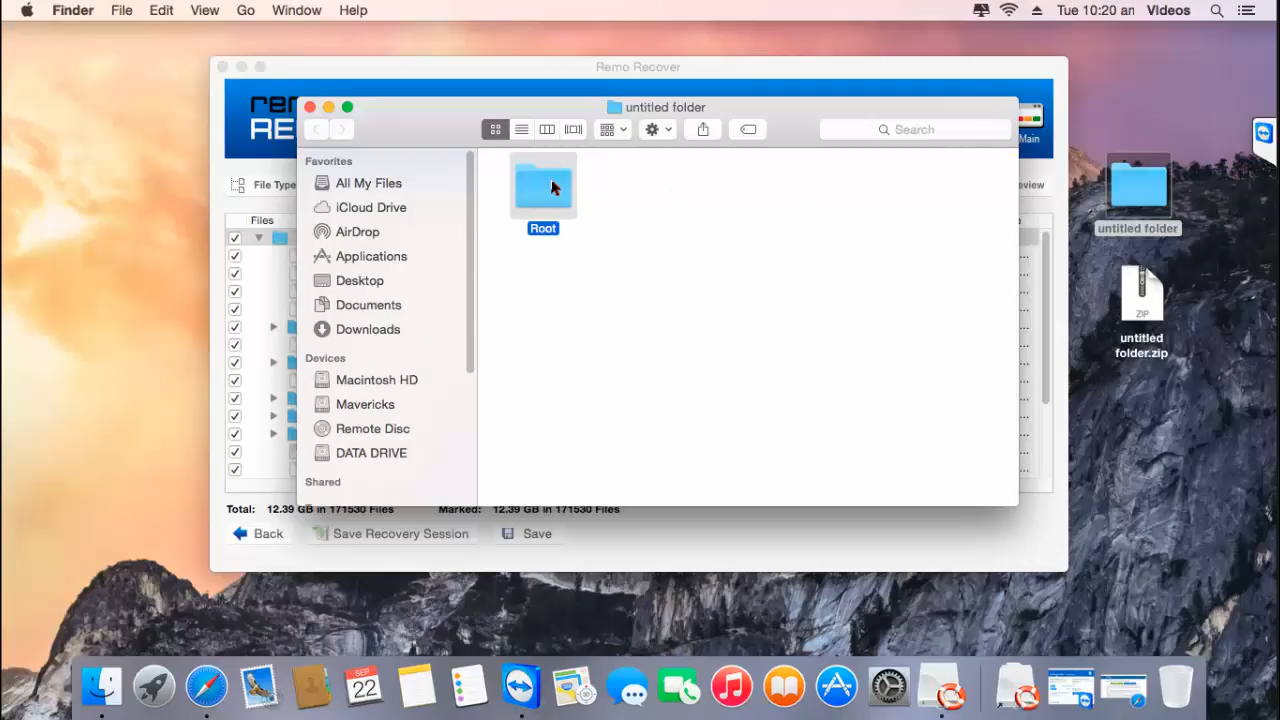 Finder File Edit View Go Window Help Tue 10:20 an Videos
Remo Recover
rem
RE
Main
untitled folder
Search
File Type
view
Files
Favorites
All My Files
iCloud Drive
AirDrop
Applications
Desktop
Documents
Downloads
Devices
Macintosh HD
Mavericks
Remote Disc
DATA DRIVE
Shared
Root
untitled folder
ZIP
untitled
folder.zip
Total: 12.39 GB in 171530 Files Marked: 12.39 GB in 171530 Files
Back Save Recovery Session Save
SEP
22